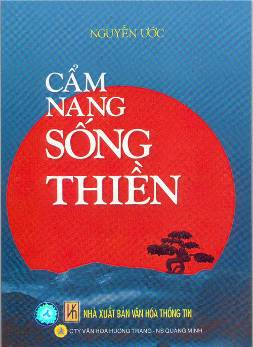 NGUYỄN ƯỚC
CẨM
NANG
SỐNG
THIỀN
NHÀ XUẤT BẢN VĂN HÓA THÔNG TIN
CTY VĂN HÓA HƯƠNG TRANG - NS QUANG MINH